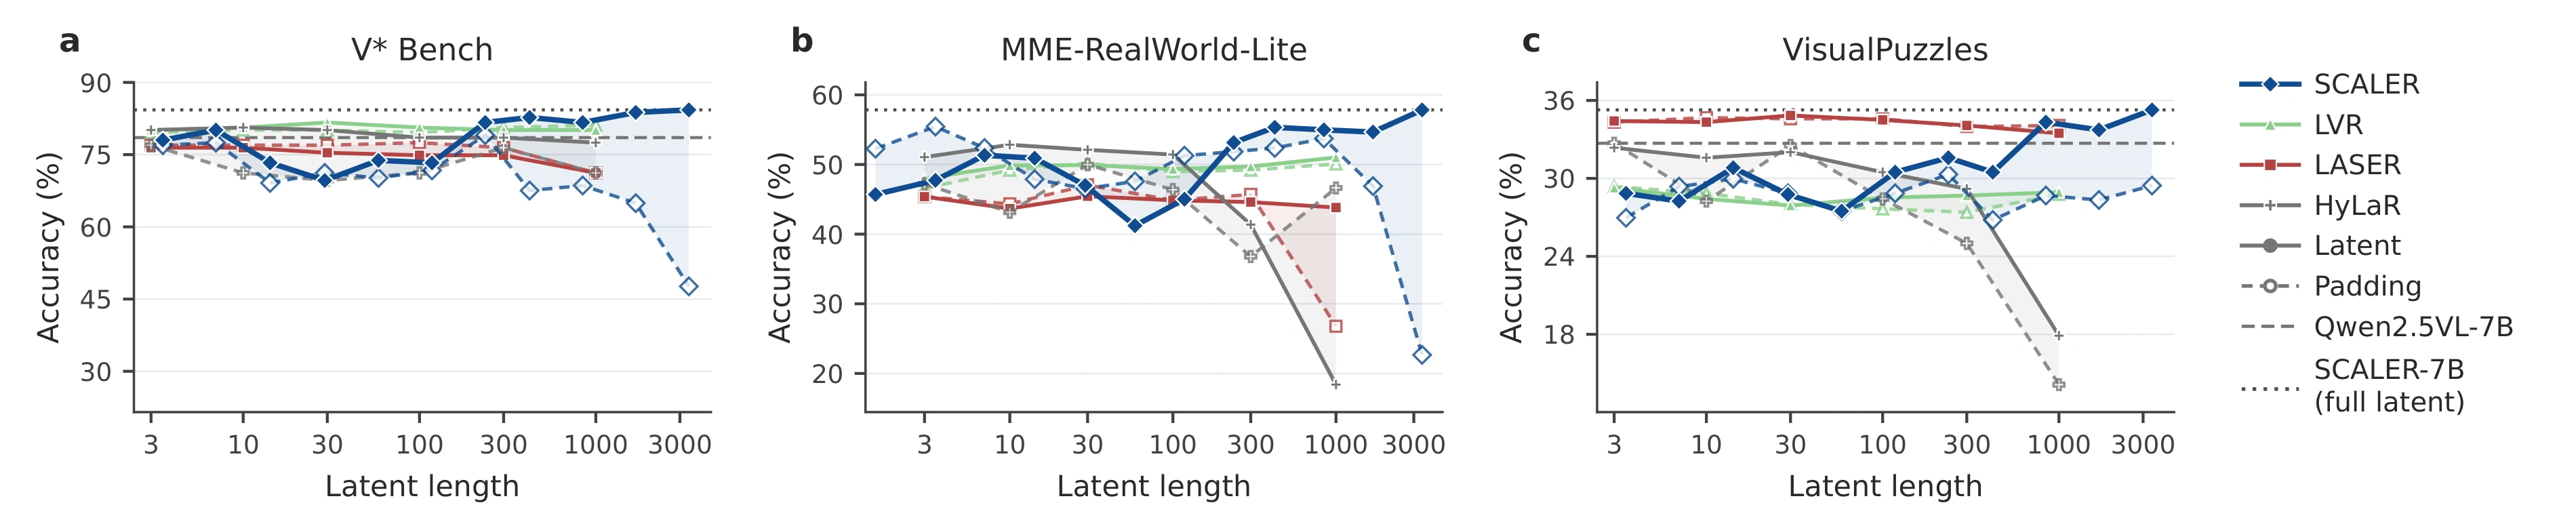 a
V* Bench
Accuracy (%)
90
75
60
45
30
3 10 30 100 300 1000 3000
Latent length
b
MME-RealWorld-Lite
Accuracy (%)
60
50
40
30
20
3 10 30 100 300 1000 3000
Latent length
c
VisualPuzzles
Accuracy (%)
36
30
24
18
3 10 30 100 300 1000 3000
Latent length
SCALER
LVR
LASER
HyLaR
Latent
Padding
Qwen2.5VL-7B
SCALER-7B
(full latent)